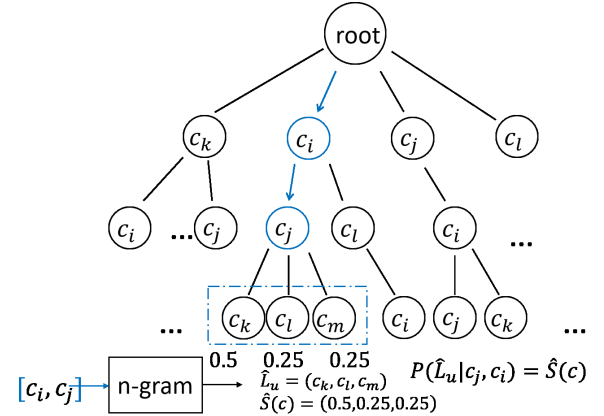 root
c_k c_i c_j c_l
c_i ... c_j c_j c_l c_i ...
... c_k c_l c_m c_i c_j c_k ...
0.5 0.25 0.25
[c_i, c_j] n-gram L̂_u = (c_k, c_l, c_m) P(L̂_u|c_j, c_i) = Ŝ(c)
Ŝ(c) = (0.5,0.25,0.25)